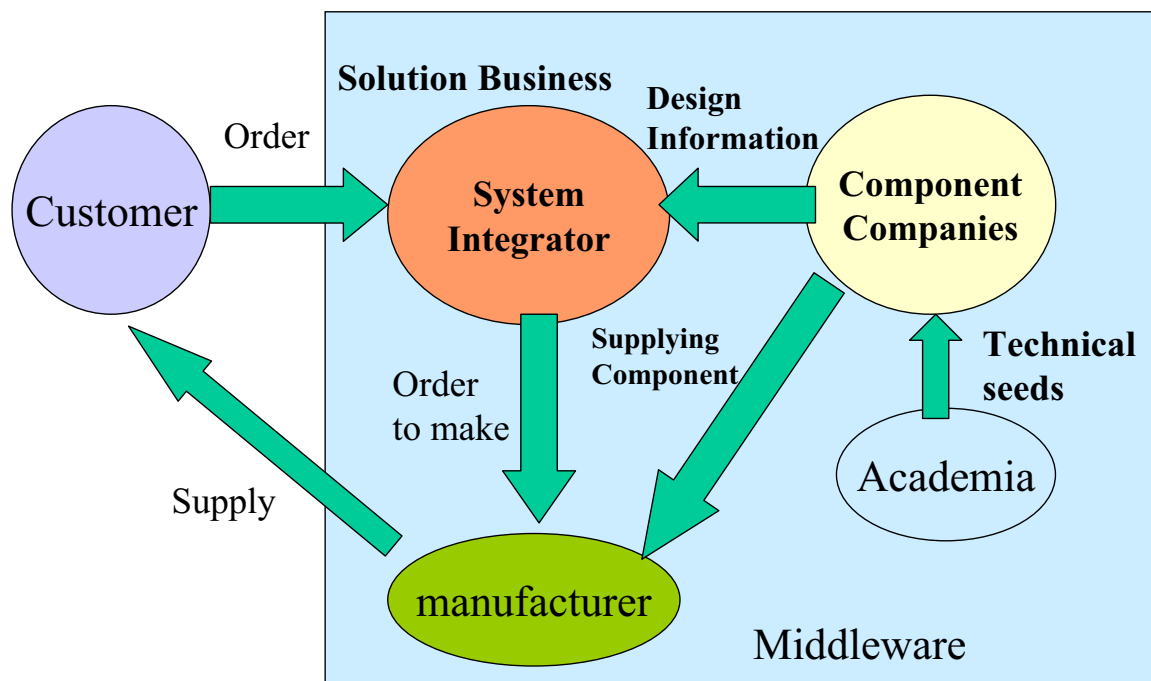 Solution Business
Design
Information
Order
Customer
System
Integrator
Component
Companies
Supplying
Component
Technical
seeds
Order
to make
Academia
Supply
manufacturer
Middleware